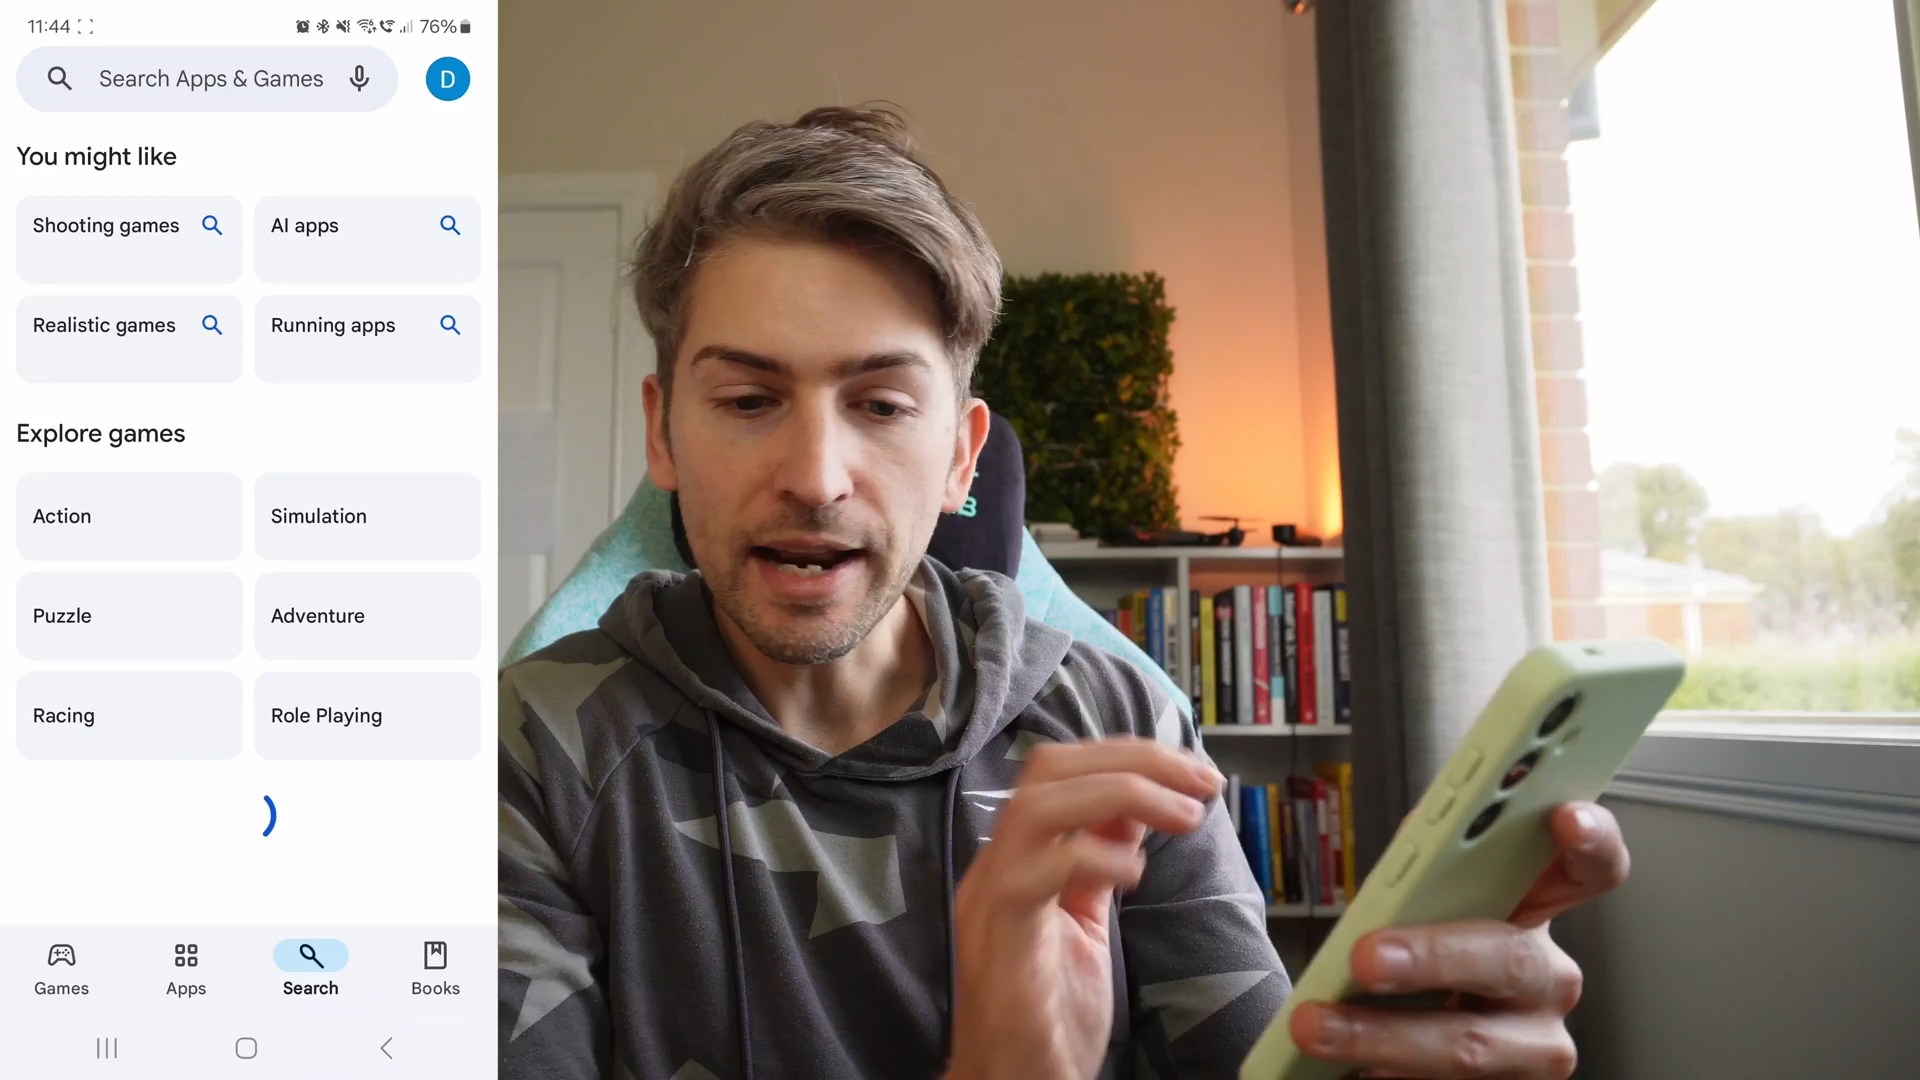 11:44
76%
Search Apps & Games
D
You might like
Shooting games
AI apps
Realistic games
Running apps
Explore games
Action
Simulation
Puzzle
Adventure
Racing
Role Playing
Games
Apps
Search
Books